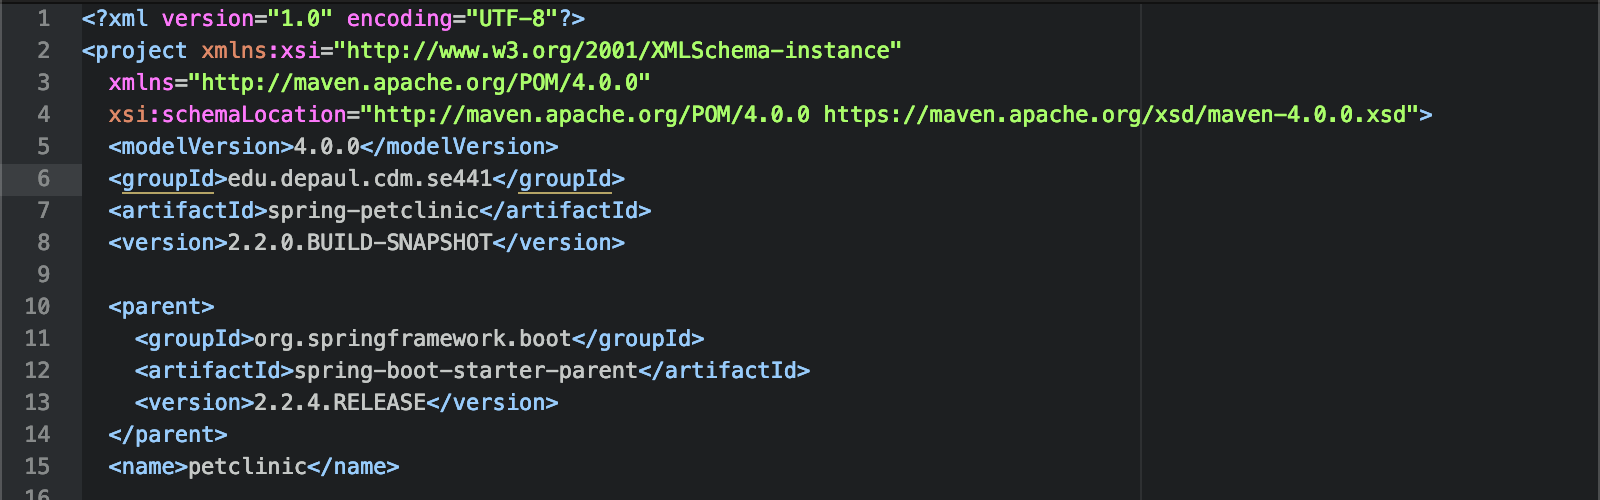 1 <?xml version="1.0" encoding="UTF-8"?>
2 <project xmlns:xsi="http://www.w3.org/2001/XMLSchema-instance"
3 xmlns="http://maven.apache.org/POM/4.0.0"
4 xsi:schemaLocation="http://maven.apache.org/POM/4.0.0 https://maven.apache.org/xsd/maven-4.0.0.xsd">
5 <modelVersion>4.0.0</modelVersion>
6 <groupId>edu.depaul.cdm.se441</groupId>
7 <artifactId>spring-petclinic</artifactId>
8 <version>2.2.0.BUILD-SNAPSHOT</version>
9
10 <parent>
11 <groupId>org.springframework.boot</groupId>
12 <artifactId>spring-boot-starter-parent</artifactId>
13 <version>2.2.4.RELEASE</version>
14 </parent>
15 <name>petclinic</name>
16